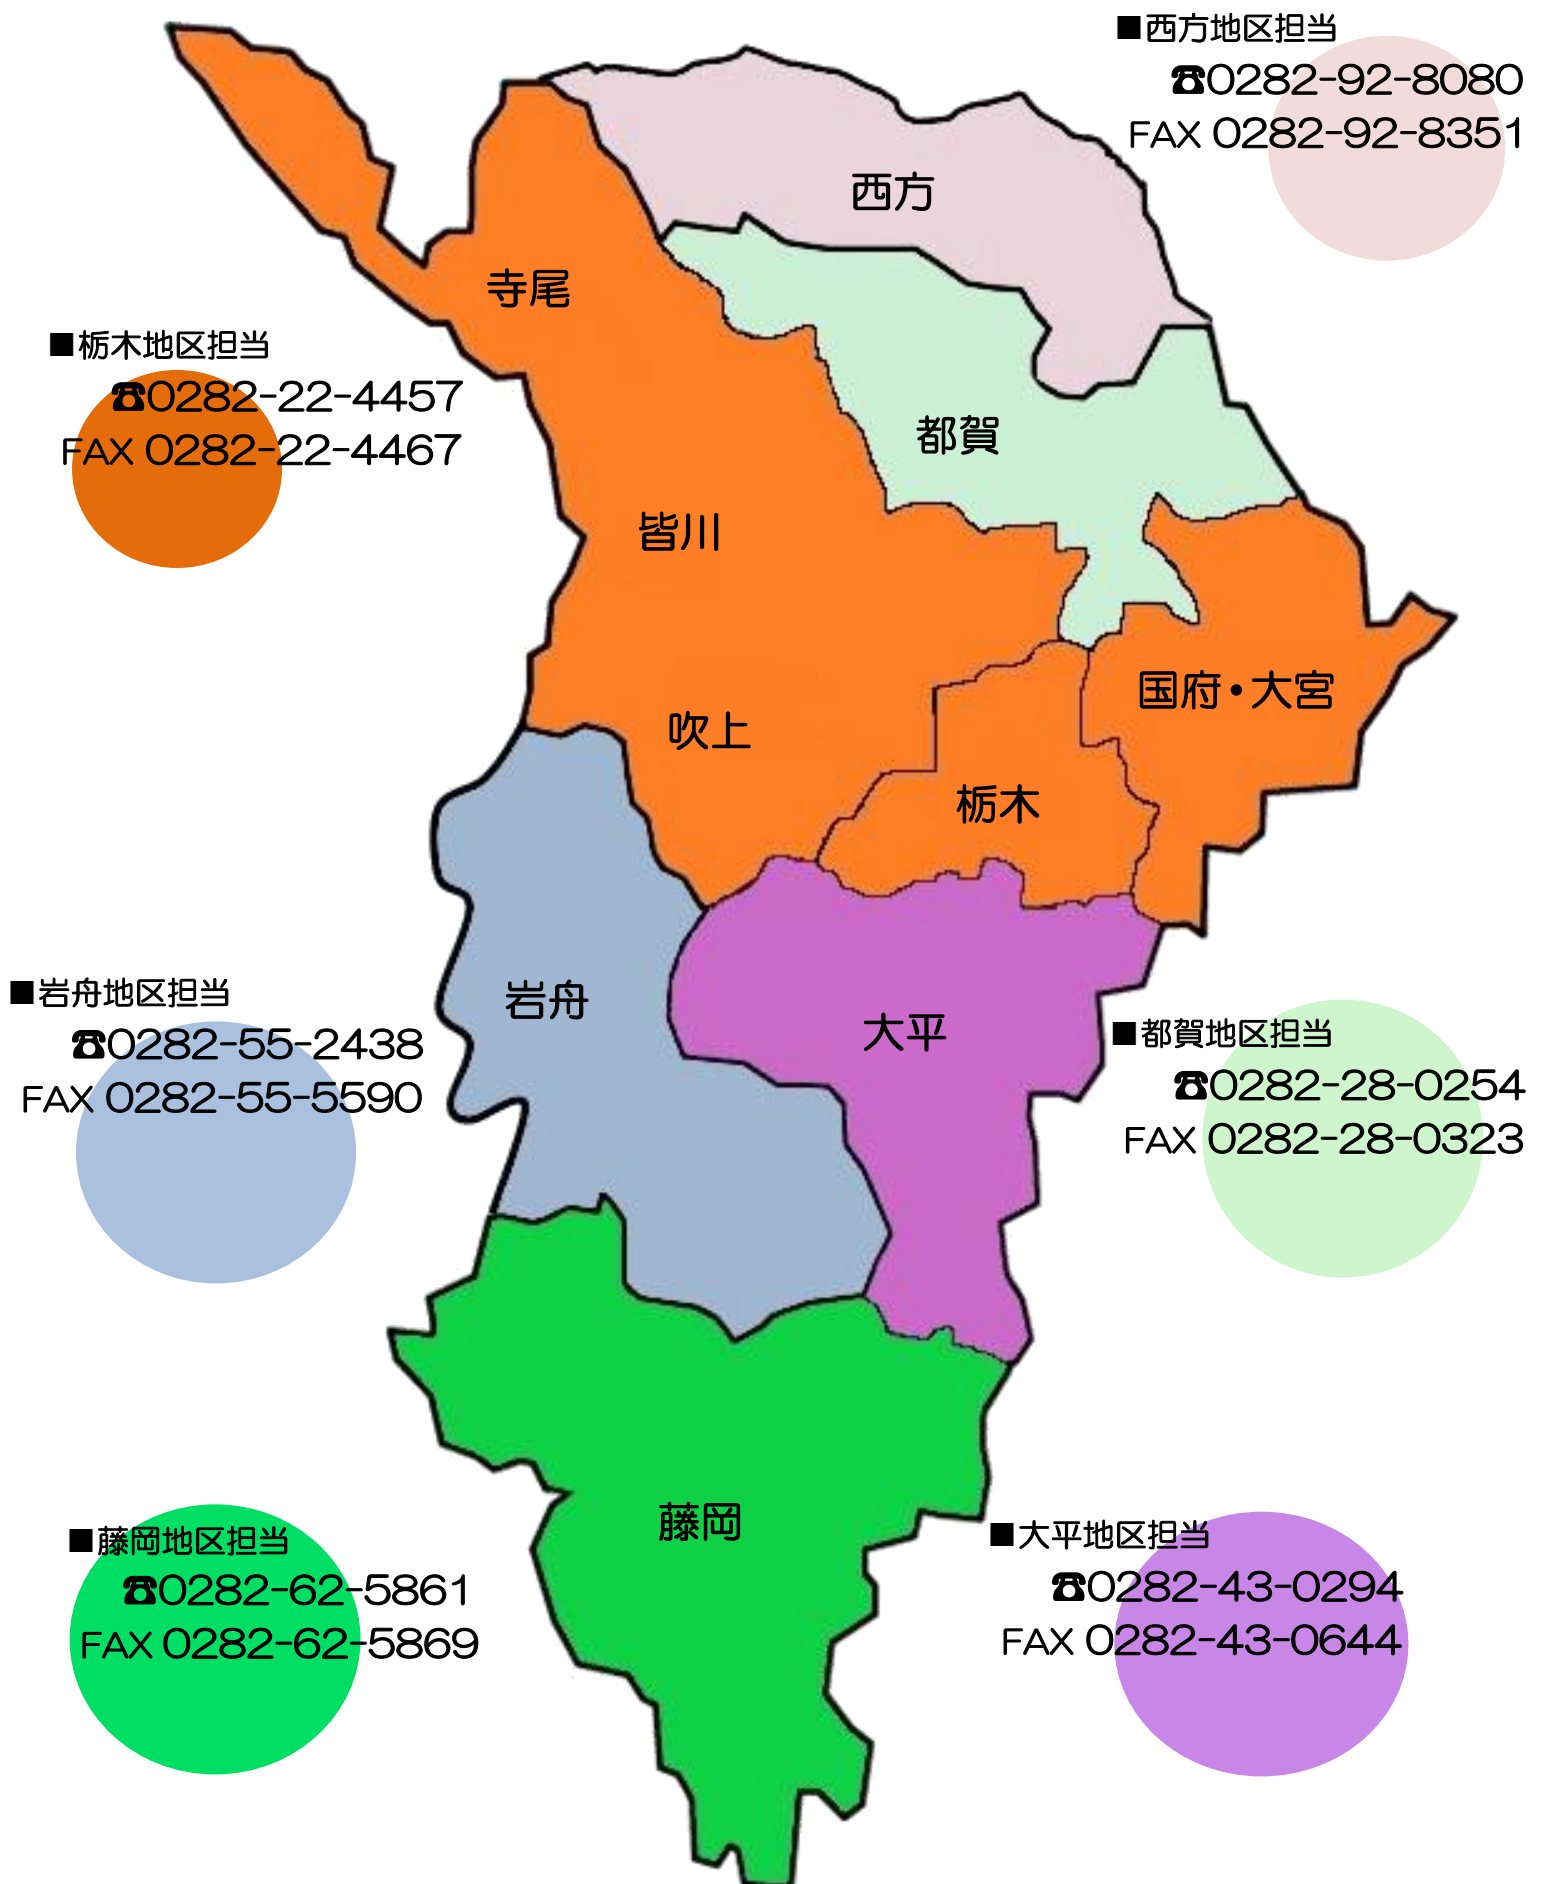 ■西方地区担当
☎0282-92-8080
FAX 0282-92-8351
西方
寺尾
■栃木地区担当
☎0282-22-4457
FAX 0282-22-4467
都賀
皆川
国府・大宮
吹上
栃木
■岩舟地区担当
☎0282-55-2438
FAX 0282-55-5590
岩舟
大平
■都賀地区担当
☎0282-28-0254
FAX 0282-28-0323
藤岡
■藤岡地区担当
☎0282-62-5861
FAX 0282-62-5869
■大平地区担当
☎0282-43-0294
FAX 0282-43-0644